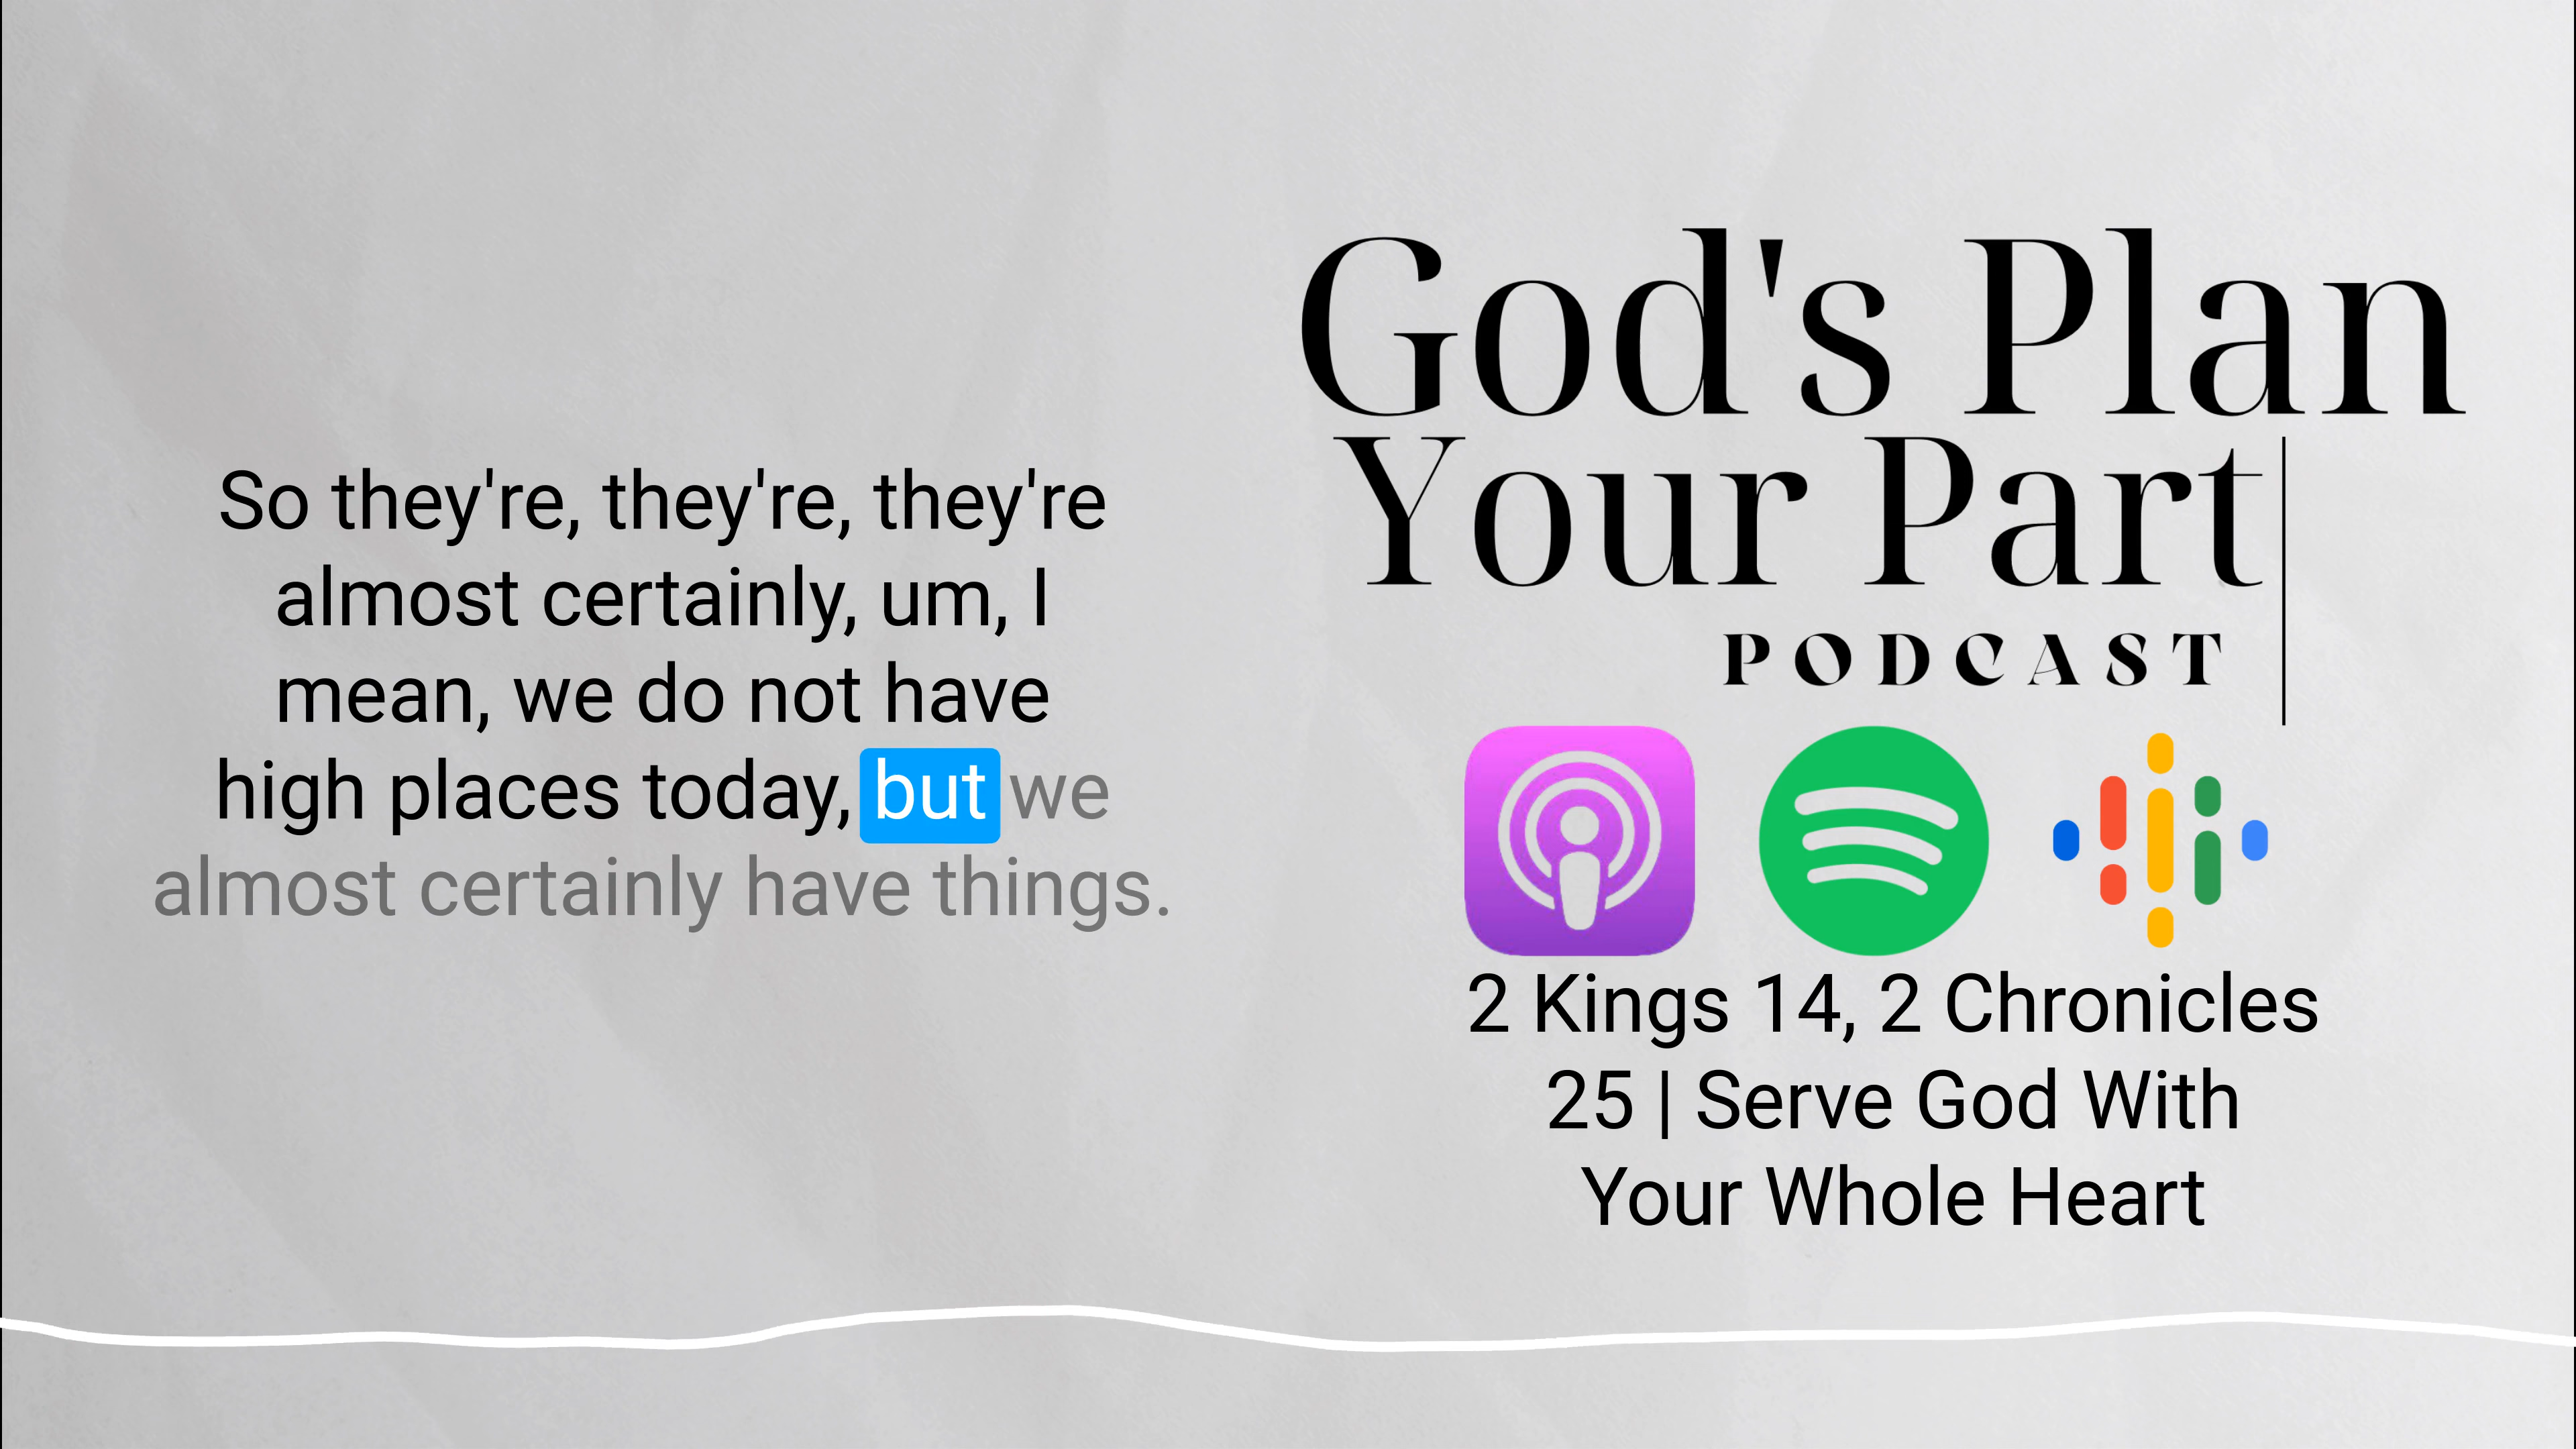 So they're, they're, they're
almost certainly, um, I
mean, we do not have
high places today, but we
almost certainly have things.
God's Plan
Your Part
PODCAST
2 Kings 14, 2 Chronicles
25 | Serve God With
Your Whole Heart